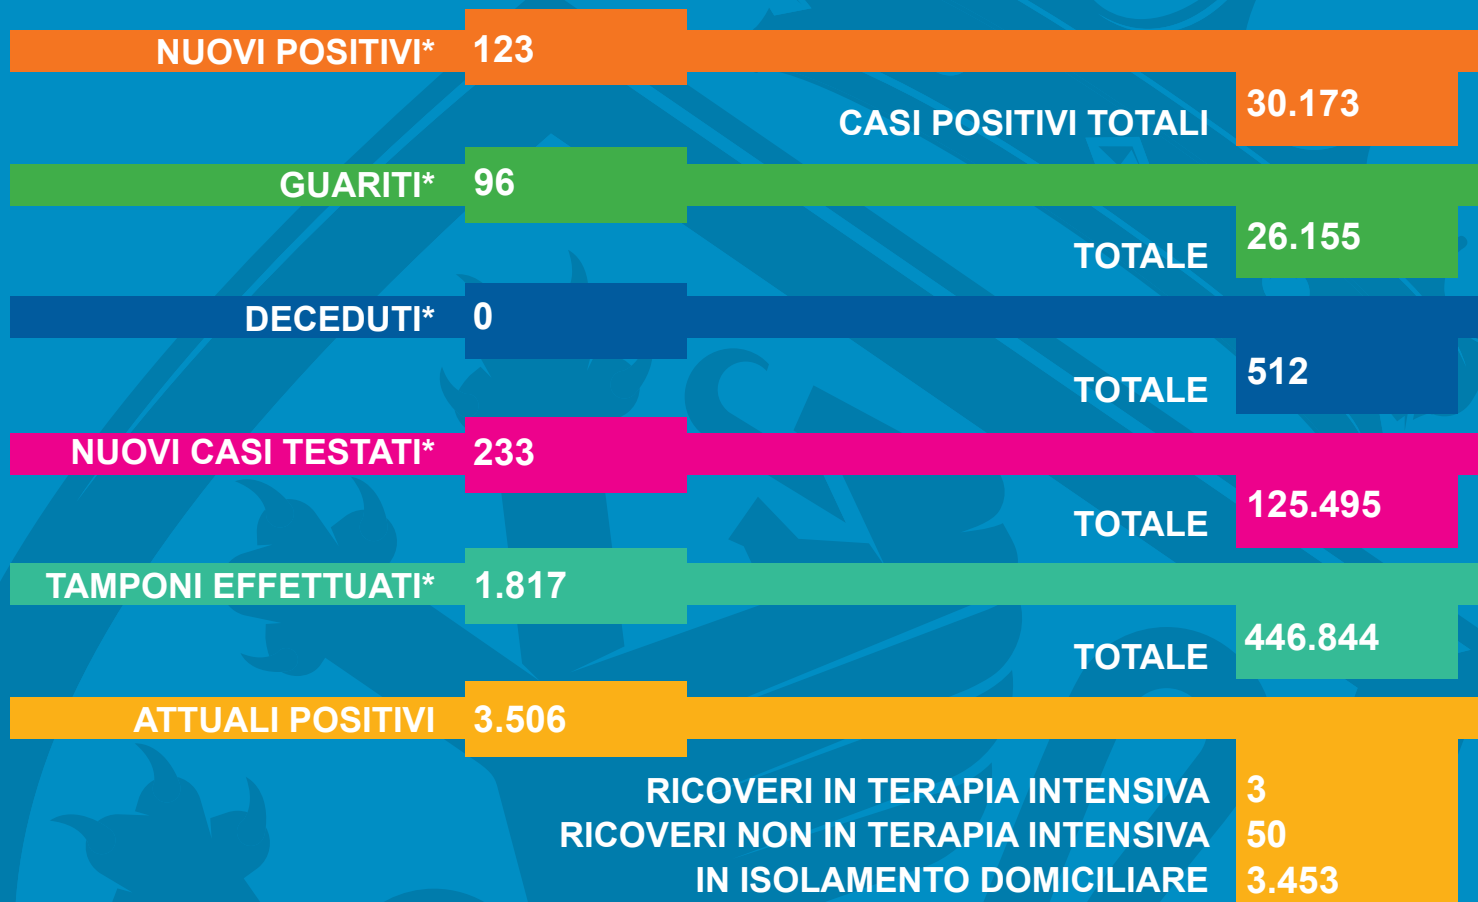 NUOVI POSITIVI* 123
CASI POSITIVI TOTALI 30.173
GUARITI* 96
TOTALE 26.155
DECEDUTI* 0
TOTALE 512
NUOVI CASI TESTATI* 233
TOTALE 125.495
TAMPONI EFFETTUATI* 1.817
TOTALE 446.844
ATTUALI POSITIVI 3.506
RICOVERI IN TERAPIA INTENSIVA 3
RICOVERI NON IN TERAPIA INTENSIVA 50
IN ISOLAMENTO DOMICILIARE 3.453